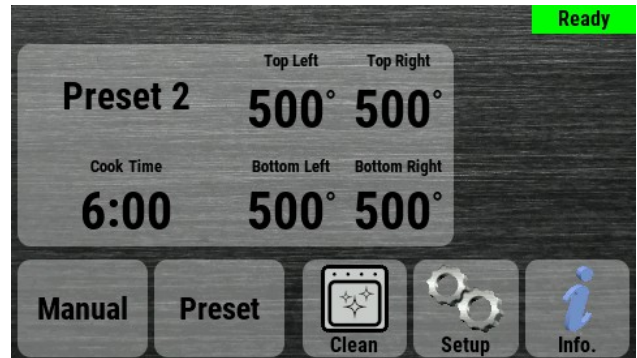 Ready
Top Left Top Right
Preset 2 500° 500°
Cook Time Bottom Left Bottom Right
6:00 500° 500°
Manual Preset Clean Setup Info.